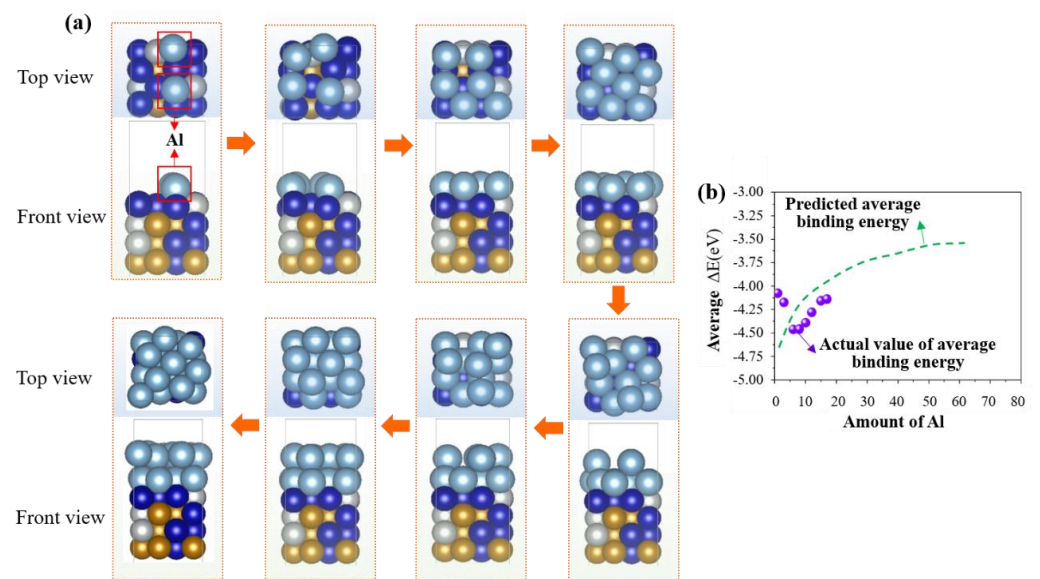 (a)
Top view
Al
Front view
Top view
Front view
(b)
Average ΔE(eV)
-3.00
-3.25
-3.50
-3.75
-4.00
-4.25
-4.50
-4.75
-5.00
Predicted average
binding energy
Actual value of average
binding energy
0 10 20 30 40 50 60 70 80
Amount of Al